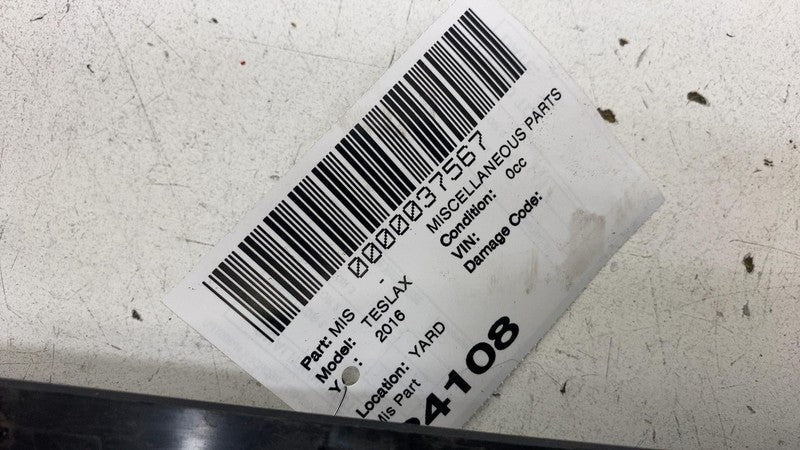 0000037567
Part: MIS - MISCELLANEOUS PARTS
Model: TESLAX Condition: 0cc
Y : 2016 VIN:
Damage Code:
Location: YARD
Mis Part
4108